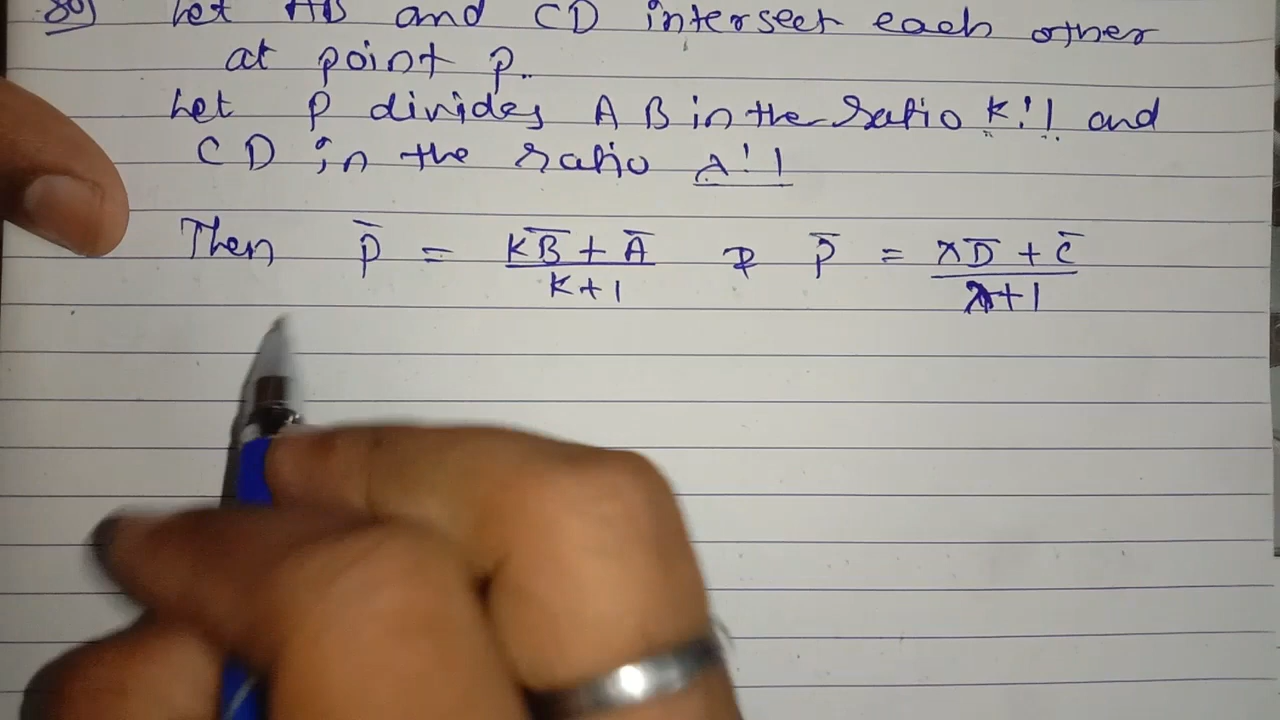 Sol) Let AB and CD intersect each other
at point P.
Let P divides AB in the ratio K:1 and
CD in the ratio λ:1
Then P̅ = (KB̅ + A̅)/(K+1) & P̅ = (λD̅ + C̅)/(λ+1)